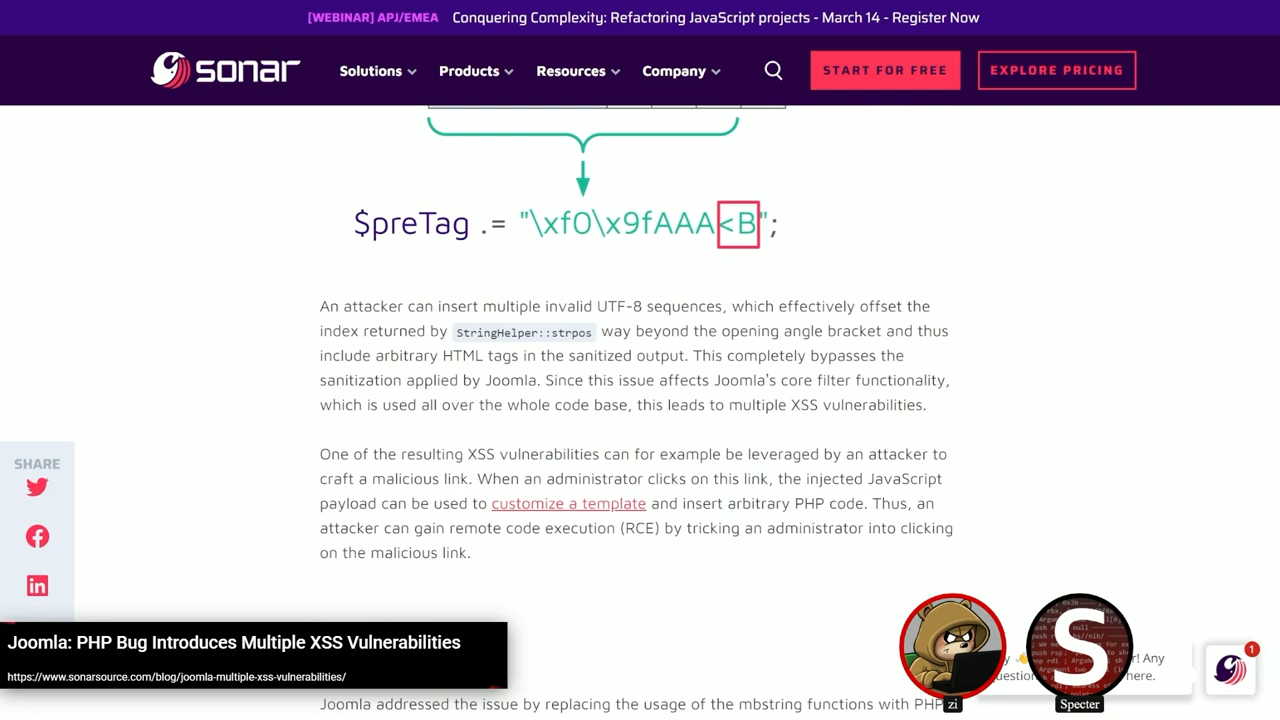 [WEBINAR] APJ/EMEA Conquering Complexity: Refactoring JavaScript projects - March 14 - Register Now
sonar Solutions Products Resources Company START FOR FREE EXPLORE PRICING
$preTag .= "\xf0\x9fAAA<B";
An attacker can insert multiple invalid UTF-8 sequences, which effectively offset the
index returned by StringHelper::strpos way beyond the opening angle bracket and thus
include arbitrary HTML tags in the sanitized output. This completely bypasses the
sanitization applied by Joomla. Since this issue affects Joomla's core filter functionality,
which is used all over the whole code base, this leads to multiple XSS vulnerabilities.
One of the resulting XSS vulnerabilities can for example be leveraged by an attacker to
craft a malicious link. When an administrator clicks on this link, the injected JavaScript
payload can be used to customize a template and insert arbitrary PHP code. Thus, an
attacker can gain remote code execution (RCE) by tricking an administrator into clicking
on the malicious link.
SHARE
Joomla: PHP Bug Introduces Multiple XSS Vulnerabilities
https://www.sonarsource.com/blog/joomla-multiple-xss-vulnerabilities/
S
! Any
here.
1
zi
Specter
Joomla addressed the issue by replacing the usage of the mbstring functions with PHP